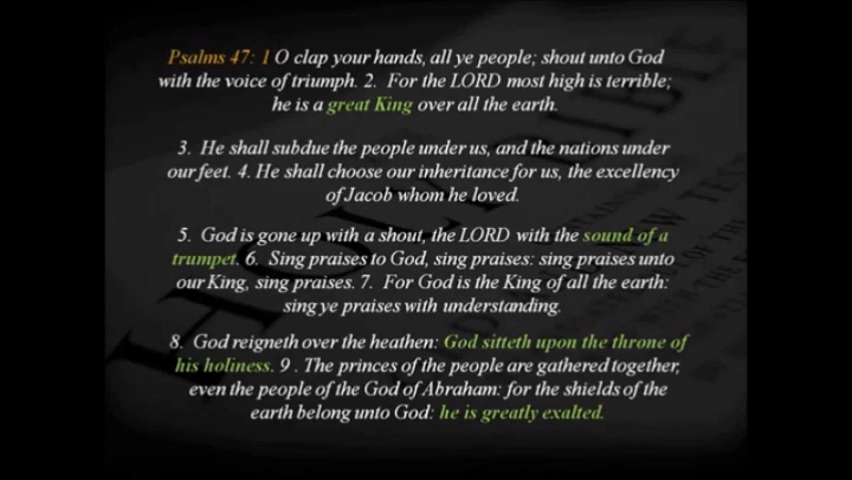 Psalms 47: 1 O clap your hands, all ye people; shout unto God
with the voice of triumph. 2. For the LORD most high is terrible;
he is a great King over all the earth.
3. He shall subdue the people under us, and the nations under
our feet. 4. He shall choose our inheritance for us, the excellency
of Jacob whom he loved.
5. God is gone up with a shout, the LORD with the sound of a
trumpet. 6. Sing praises to God, sing praises: sing praises unto
our King, sing praises. 7. For God is the King of all the earth:
sing ye praises with understanding.
8. God reigneth over the heathen: God sitteth upon the throne of
his holiness. 9 . The princes of the people are gathered together,
even the people of the God of Abraham: for the shields of the
earth belong unto God: he is greatly exalted.
HOLY BIBLE